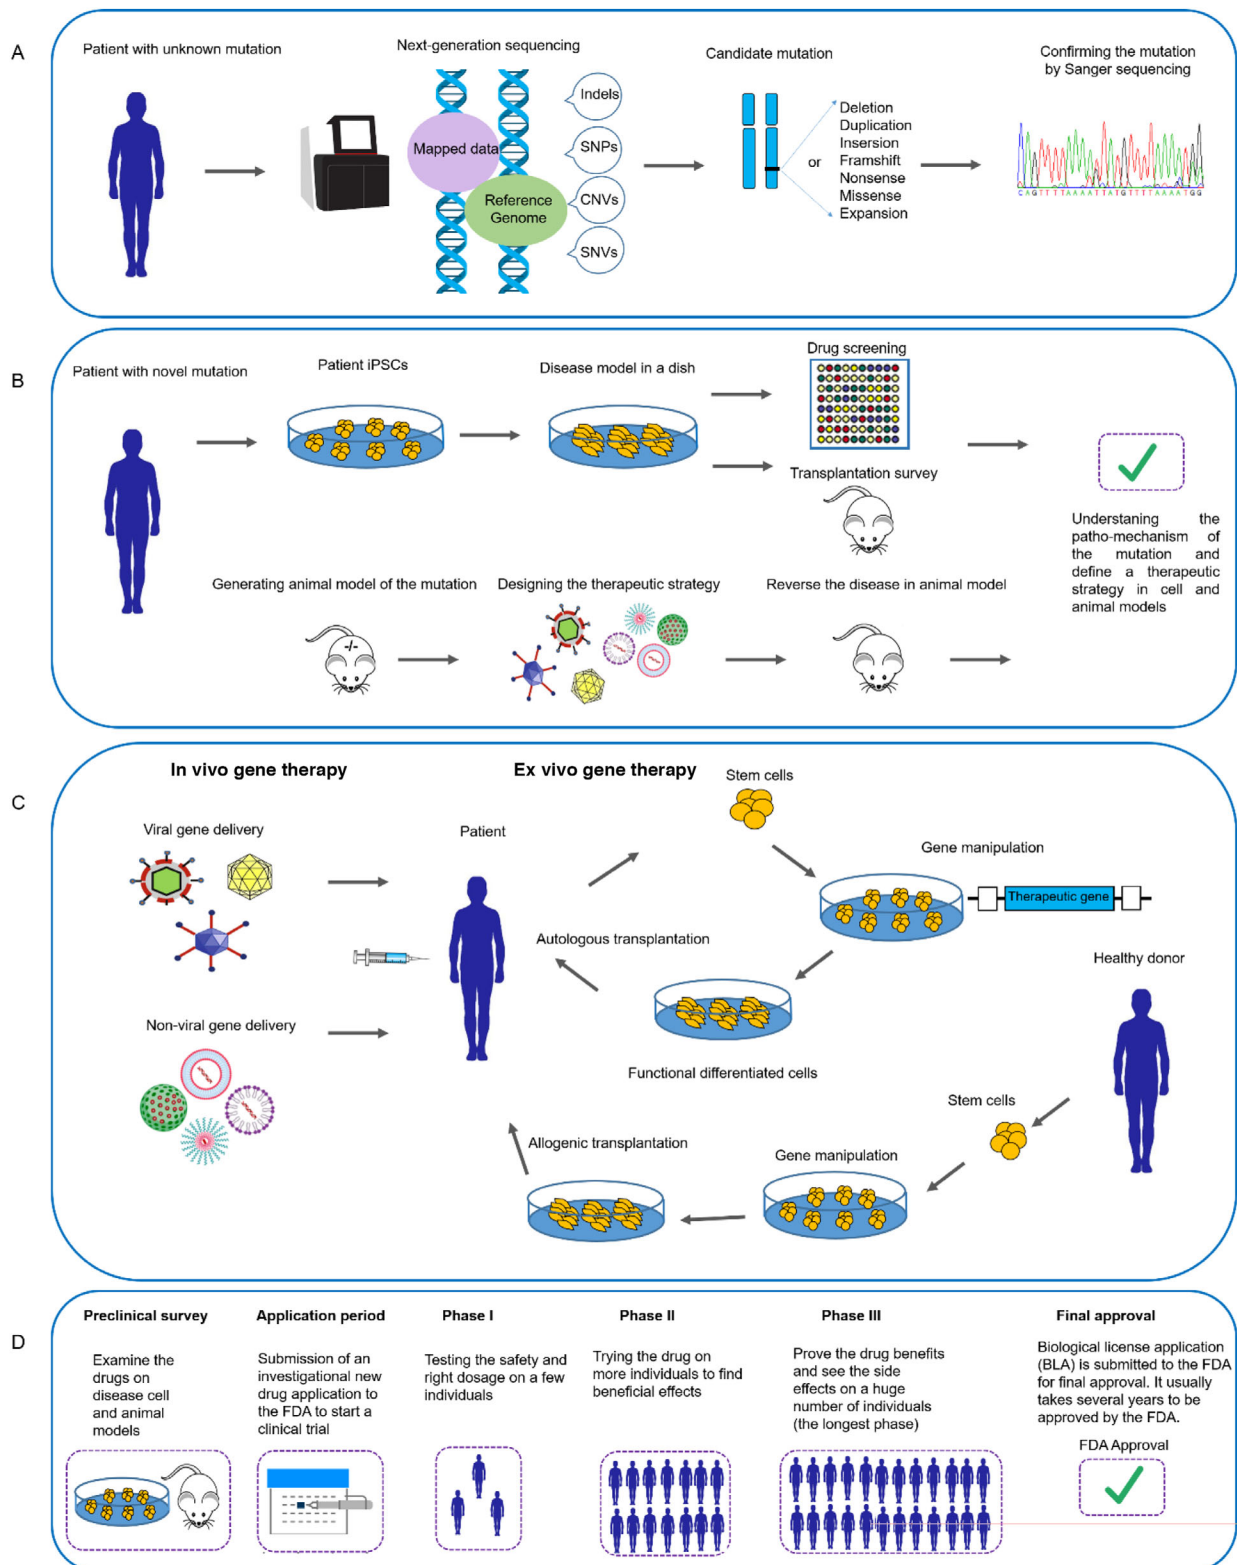 A
Patient with unknown mutation
Next-generation sequencing
Mapped data
Reference
Genome
Indels
SNPs
CNVs
SNVs
Candidate mutation
or
Deletion
Duplication
Insersion
Framshift
Nonsense
Missense
Expansion
Confirming the mutation
by Sanger sequencing
CAGTTTTAAAATTATGTTTTAAAATGG
B
Patient with novel mutation
Patient iPSCs
Disease model in a dish
Drug screening
Transplantation survey
Generating animal model of the mutation
-/-
Designing the therapeutic strategy
Reverse the disease in animal model
Understaning the
patho-mechanism of
the mutation and
define a therapeutic
strategy in cell and
animal models
C
In vivo gene therapy
Ex vivo gene therapy
Viral gene delivery
Non-viral gene delivery
Patient
Stem cells
Gene manipulation
Therapeutic gene
Autologous transplantation
Functional differentiated cells
Healthy donor
Stem cells
Gene manipulation
Allogenic transplantation
D
Preclinical survey
Examine the
drugs on
disease cell
and animal
models
Application period
Submission of an
investigational new
drug application to
the FDA to start a
clinical trial
Phase I
Testing the safety and
right dosage on a few
individuals
Phase II
Trying the drug on
more individuals to find
beneficial effects
Phase III
Prove the drug benefits
and see the side
effects on a huge
number of individuals
(the longest phase)
Final approval
Biological license application
(BLA) is submitted to the FDA
for final approval. It usually
takes several years to be
approved by the FDA.
FDA Approval